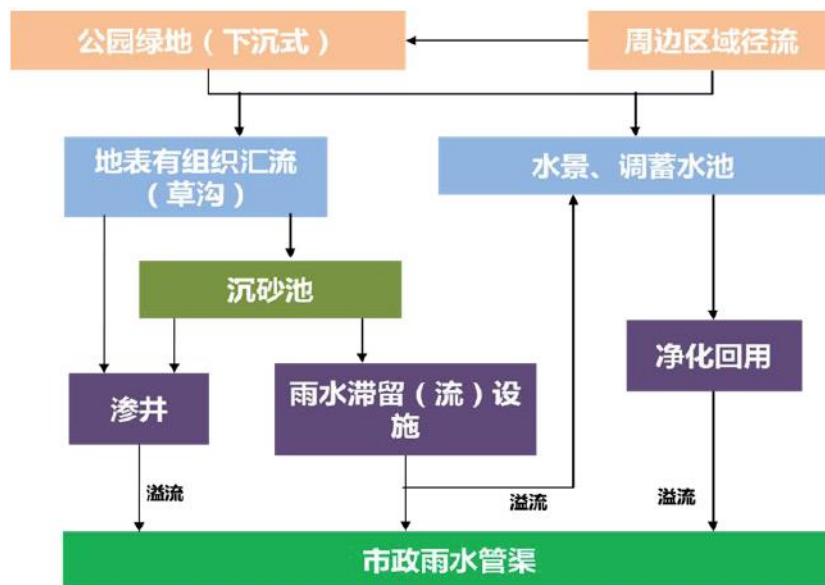 公园绿地（下沉式）
周边区域径流
地表有组织汇流
（草沟）
水景、调蓄水池
沉砂池
净化回用
渗井
雨水滞留（流）设
施
溢流
溢流
溢流
市政雨水管渠